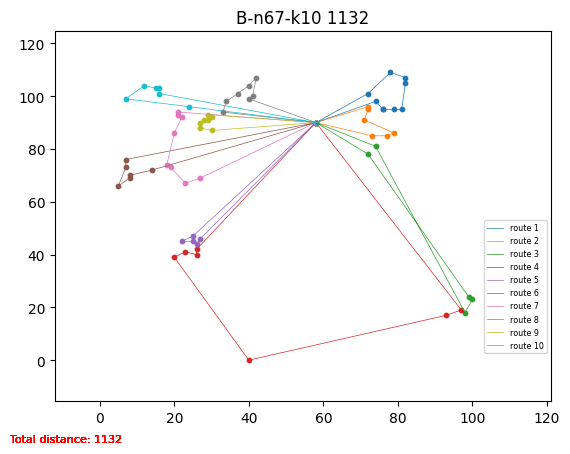 B-n67-k10 1132
120
100
80
60
40
20
0
0 20 40 60 80 100 120
route 1
route 2
route 3
route 4
route 5
route 6
route 7
route 8
route 9
route 10
Total distance: 1132